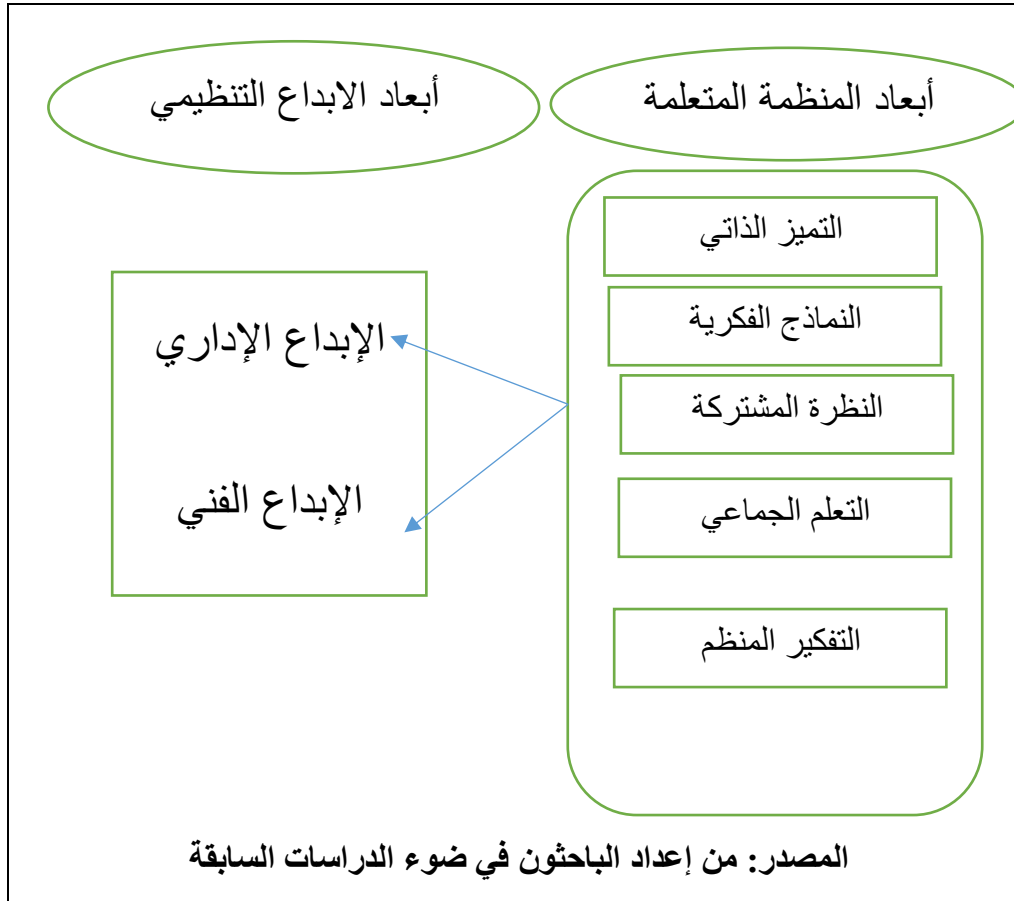 أبعاد المنظمة المتعلمة
أبعاد الابداع التنظيمي
التميز الذاتي
النماذج الفكرية
النظرة المشتركة
التعلم الجماعي
التفكير المنظم
الإبداع الإداري
الإبداع الفني
المصدر: من إعداد الباحثون في ضوء الدراسات السابقة